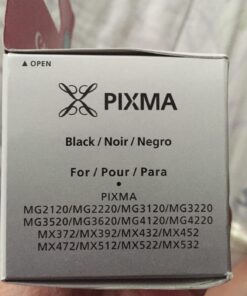 ▲ OPEN
PIXMA
Black / Noir / Negro
For / Pour / Para
PIXMA
MG2120/MG2220/MG3120/MG3220
MG3520/MG3620/MG4120/MG4220
MX372/MX392/MX432/MX452
MX472/MX512/MX522/MX532